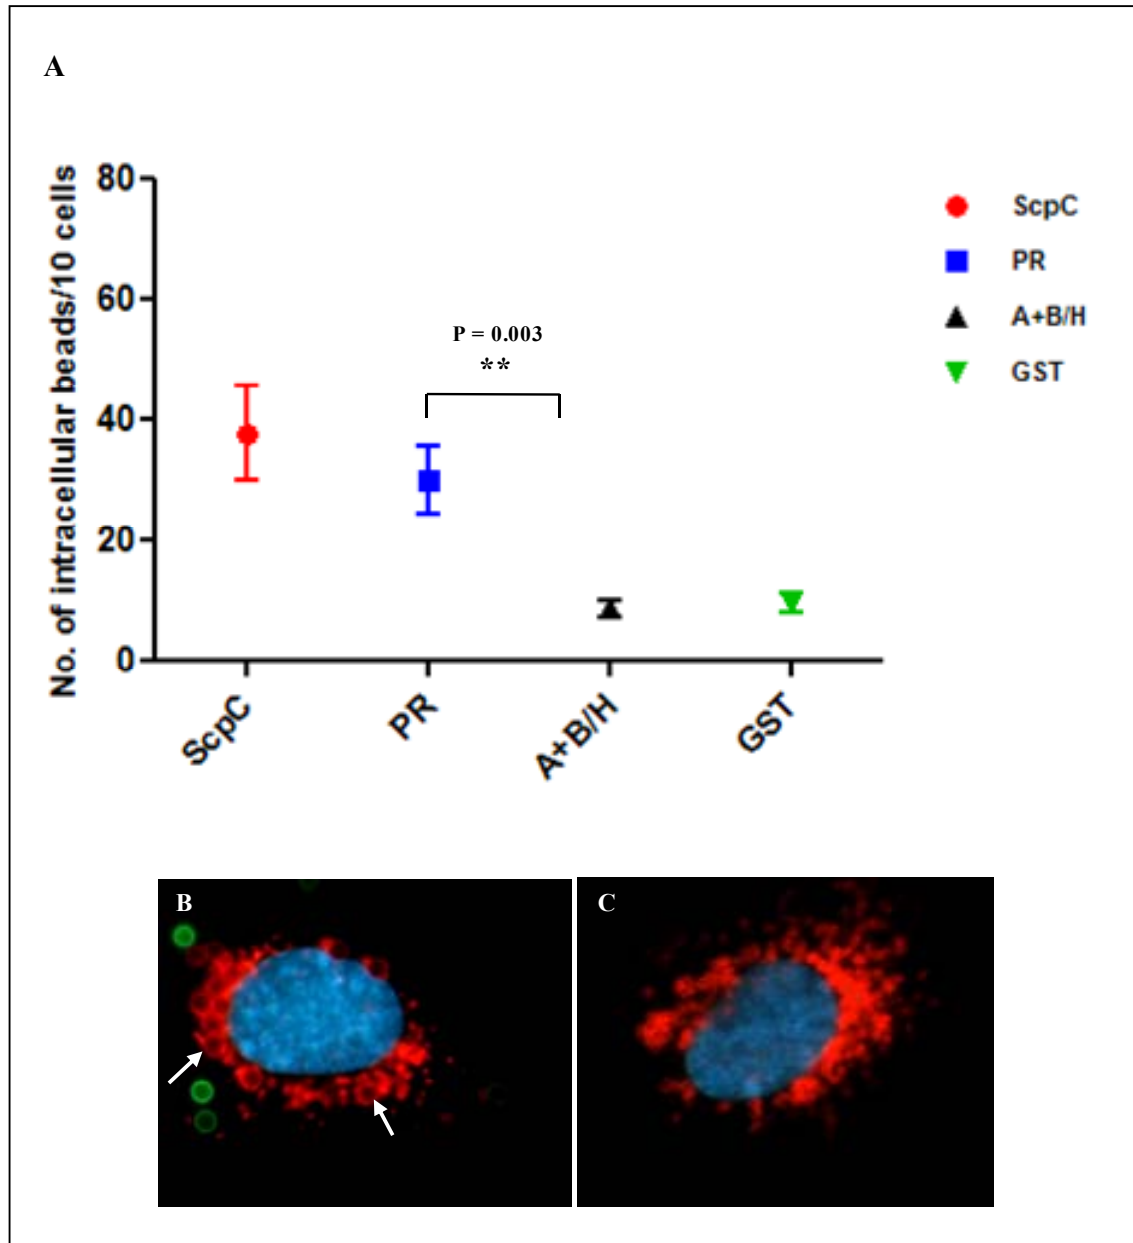 A
No. of intracellular beads/10 cells
80
60
40
20
0
P = 0.003
**
ScpC
PR
A+B/H
GST
ScpC
PR
A+B/H
GST
B
C